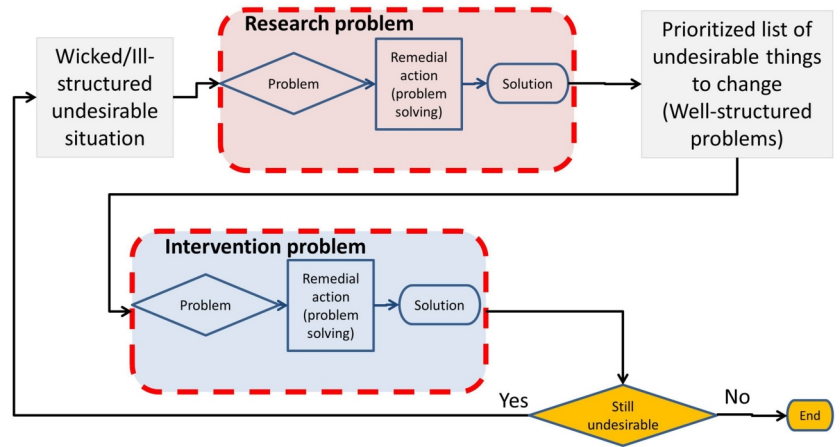 Research problem
Wicked/Ill-
structured
undesirable
situation
Problem
Remedial
action
(problem
solving)
Solution
Prioritized list of
undesirable things
to change
(Well-structured
problems)
Intervention problem
Problem
Remedial
action
(problem
solving)
Solution
Yes
Still
undesirable
No
End